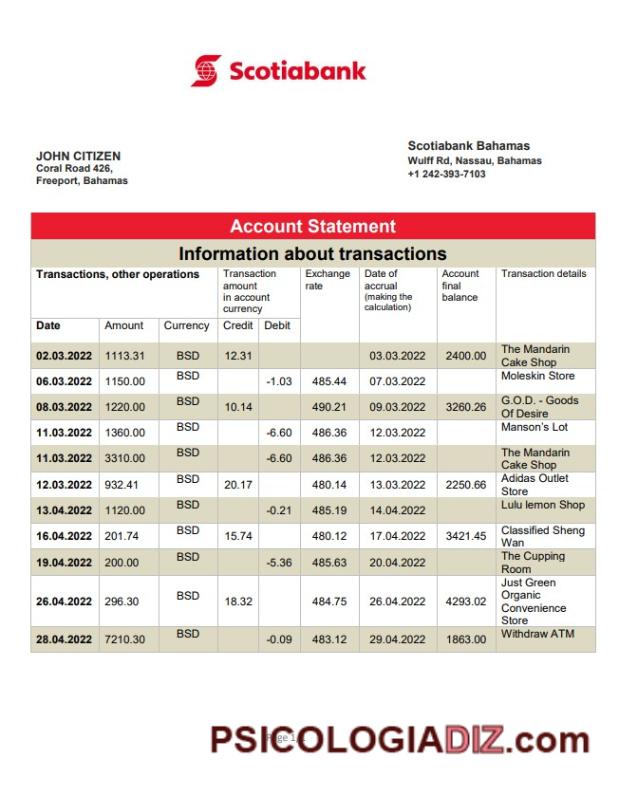 Scotiabank
JOHN CITIZEN
Coral Road 426,
Freeport, Bahamas
Scotiabank Bahamas
Wulff Rd, Nassau, Bahamas
+1 242-393-7103
Account Statement
Information about transactions
Transactions, other operations
Transaction
amount
in account
currency
Exchange
rate
Date of
accrual
(making the
calculation)
Account
final
balance
Transaction details
Date Amount Currency Credit Debit
02.03.2022 1113.31 BSD 12.31 03.03.2022 2400.00 The Mandarin
Cake Shop
06.03.2022 1150.00 BSD -1.03 485.44 07.03.2022 Moleskin Store
08.03.2022 1220.00 BSD 10.14 490.21 09.03.2022 3260.26 G.O.D. - Goods
Of Desire
11.03.2022 1360.00 BSD -6.60 486.36 12.03.2022 Manson's Lot
11.03.2022 3310.00 BSD -6.60 486.36 12.03.2022 The Mandarin
Cake Shop
12.03.2022 932.41 BSD 20.17 480.14 13.03.2022 2250.66 Adidas Outlet
Store
13.04.2022 1120.00 BSD -0.21 485.19 14.04.2022 Lulu lemon Shop
16.04.2022 201.74 BSD 15.74 480.12 17.04.2022 3421.45 Classified Sheng
Wan
19.04.2022 200.00 BSD -5.36 485.63 20.04.2022 The Cupping
Room
26.04.2022 296.30 BSD 18.32 484.75 26.04.2022 4293.02 Just Green
Organic
Convenience
Store
28.04.2022 7210.30 BSD -0.09 483.12 29.04.2022 1863.00 Withdraw ATM
PSICOLOGIADIZ.com